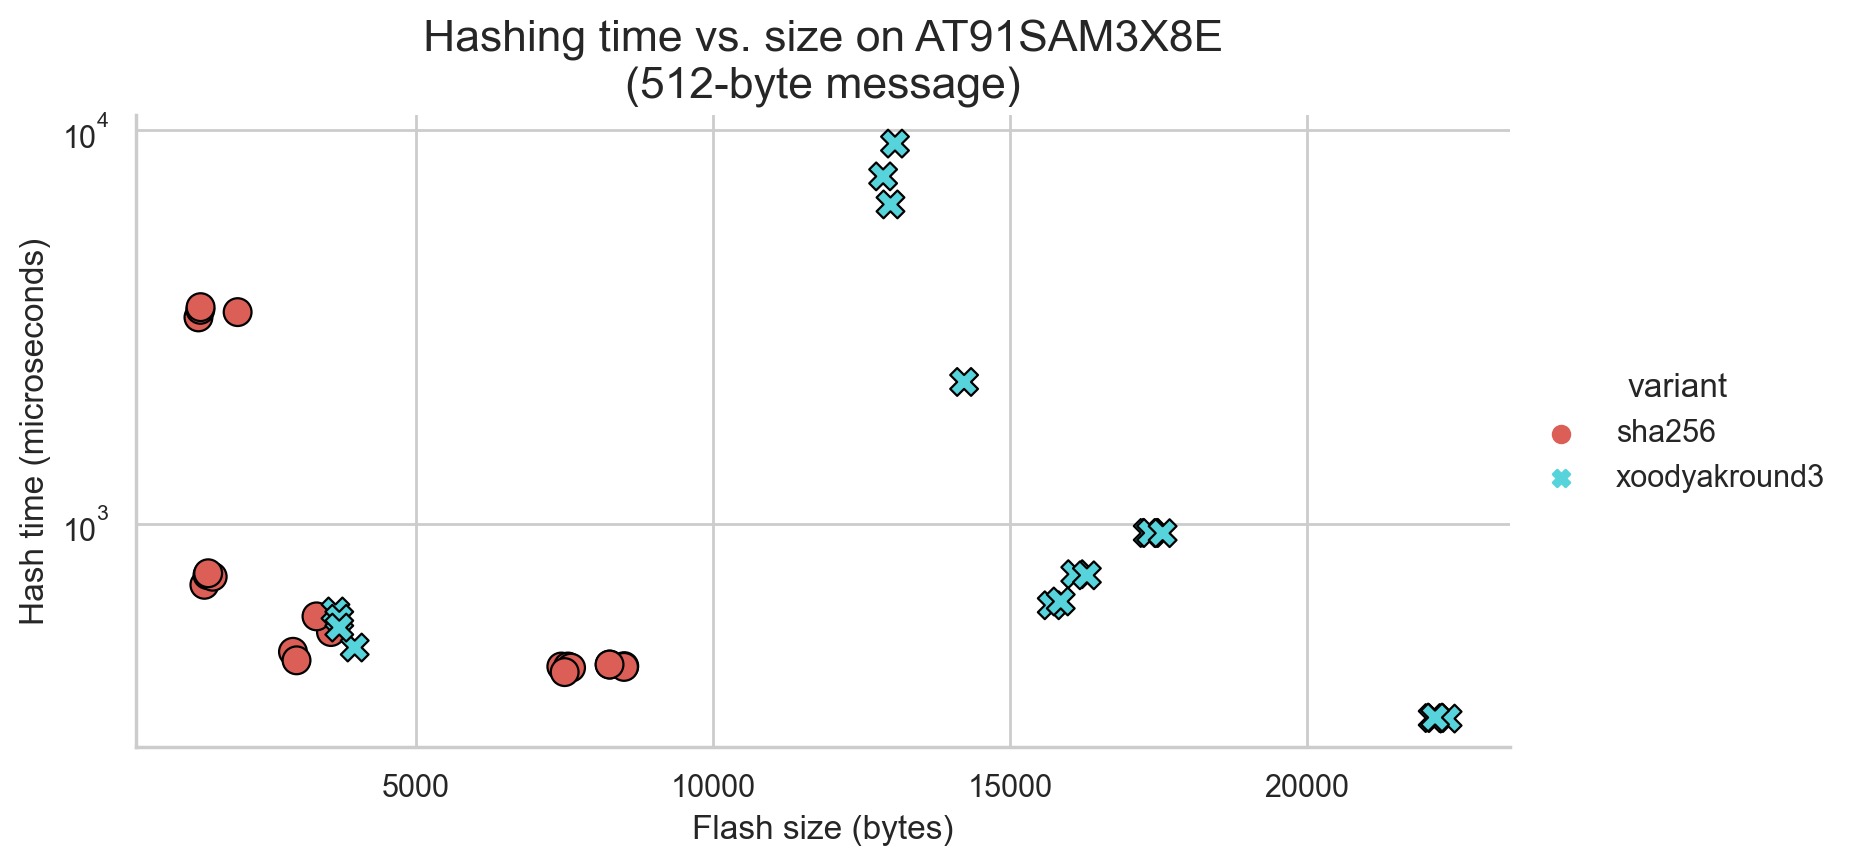 Hashing time vs. size on AT91SAM3X8E
(512-byte message)
Hash time (microseconds)
10^4
10^3
5000
10000
15000
20000
Flash size (bytes)
variant
sha256
xoodyakround3